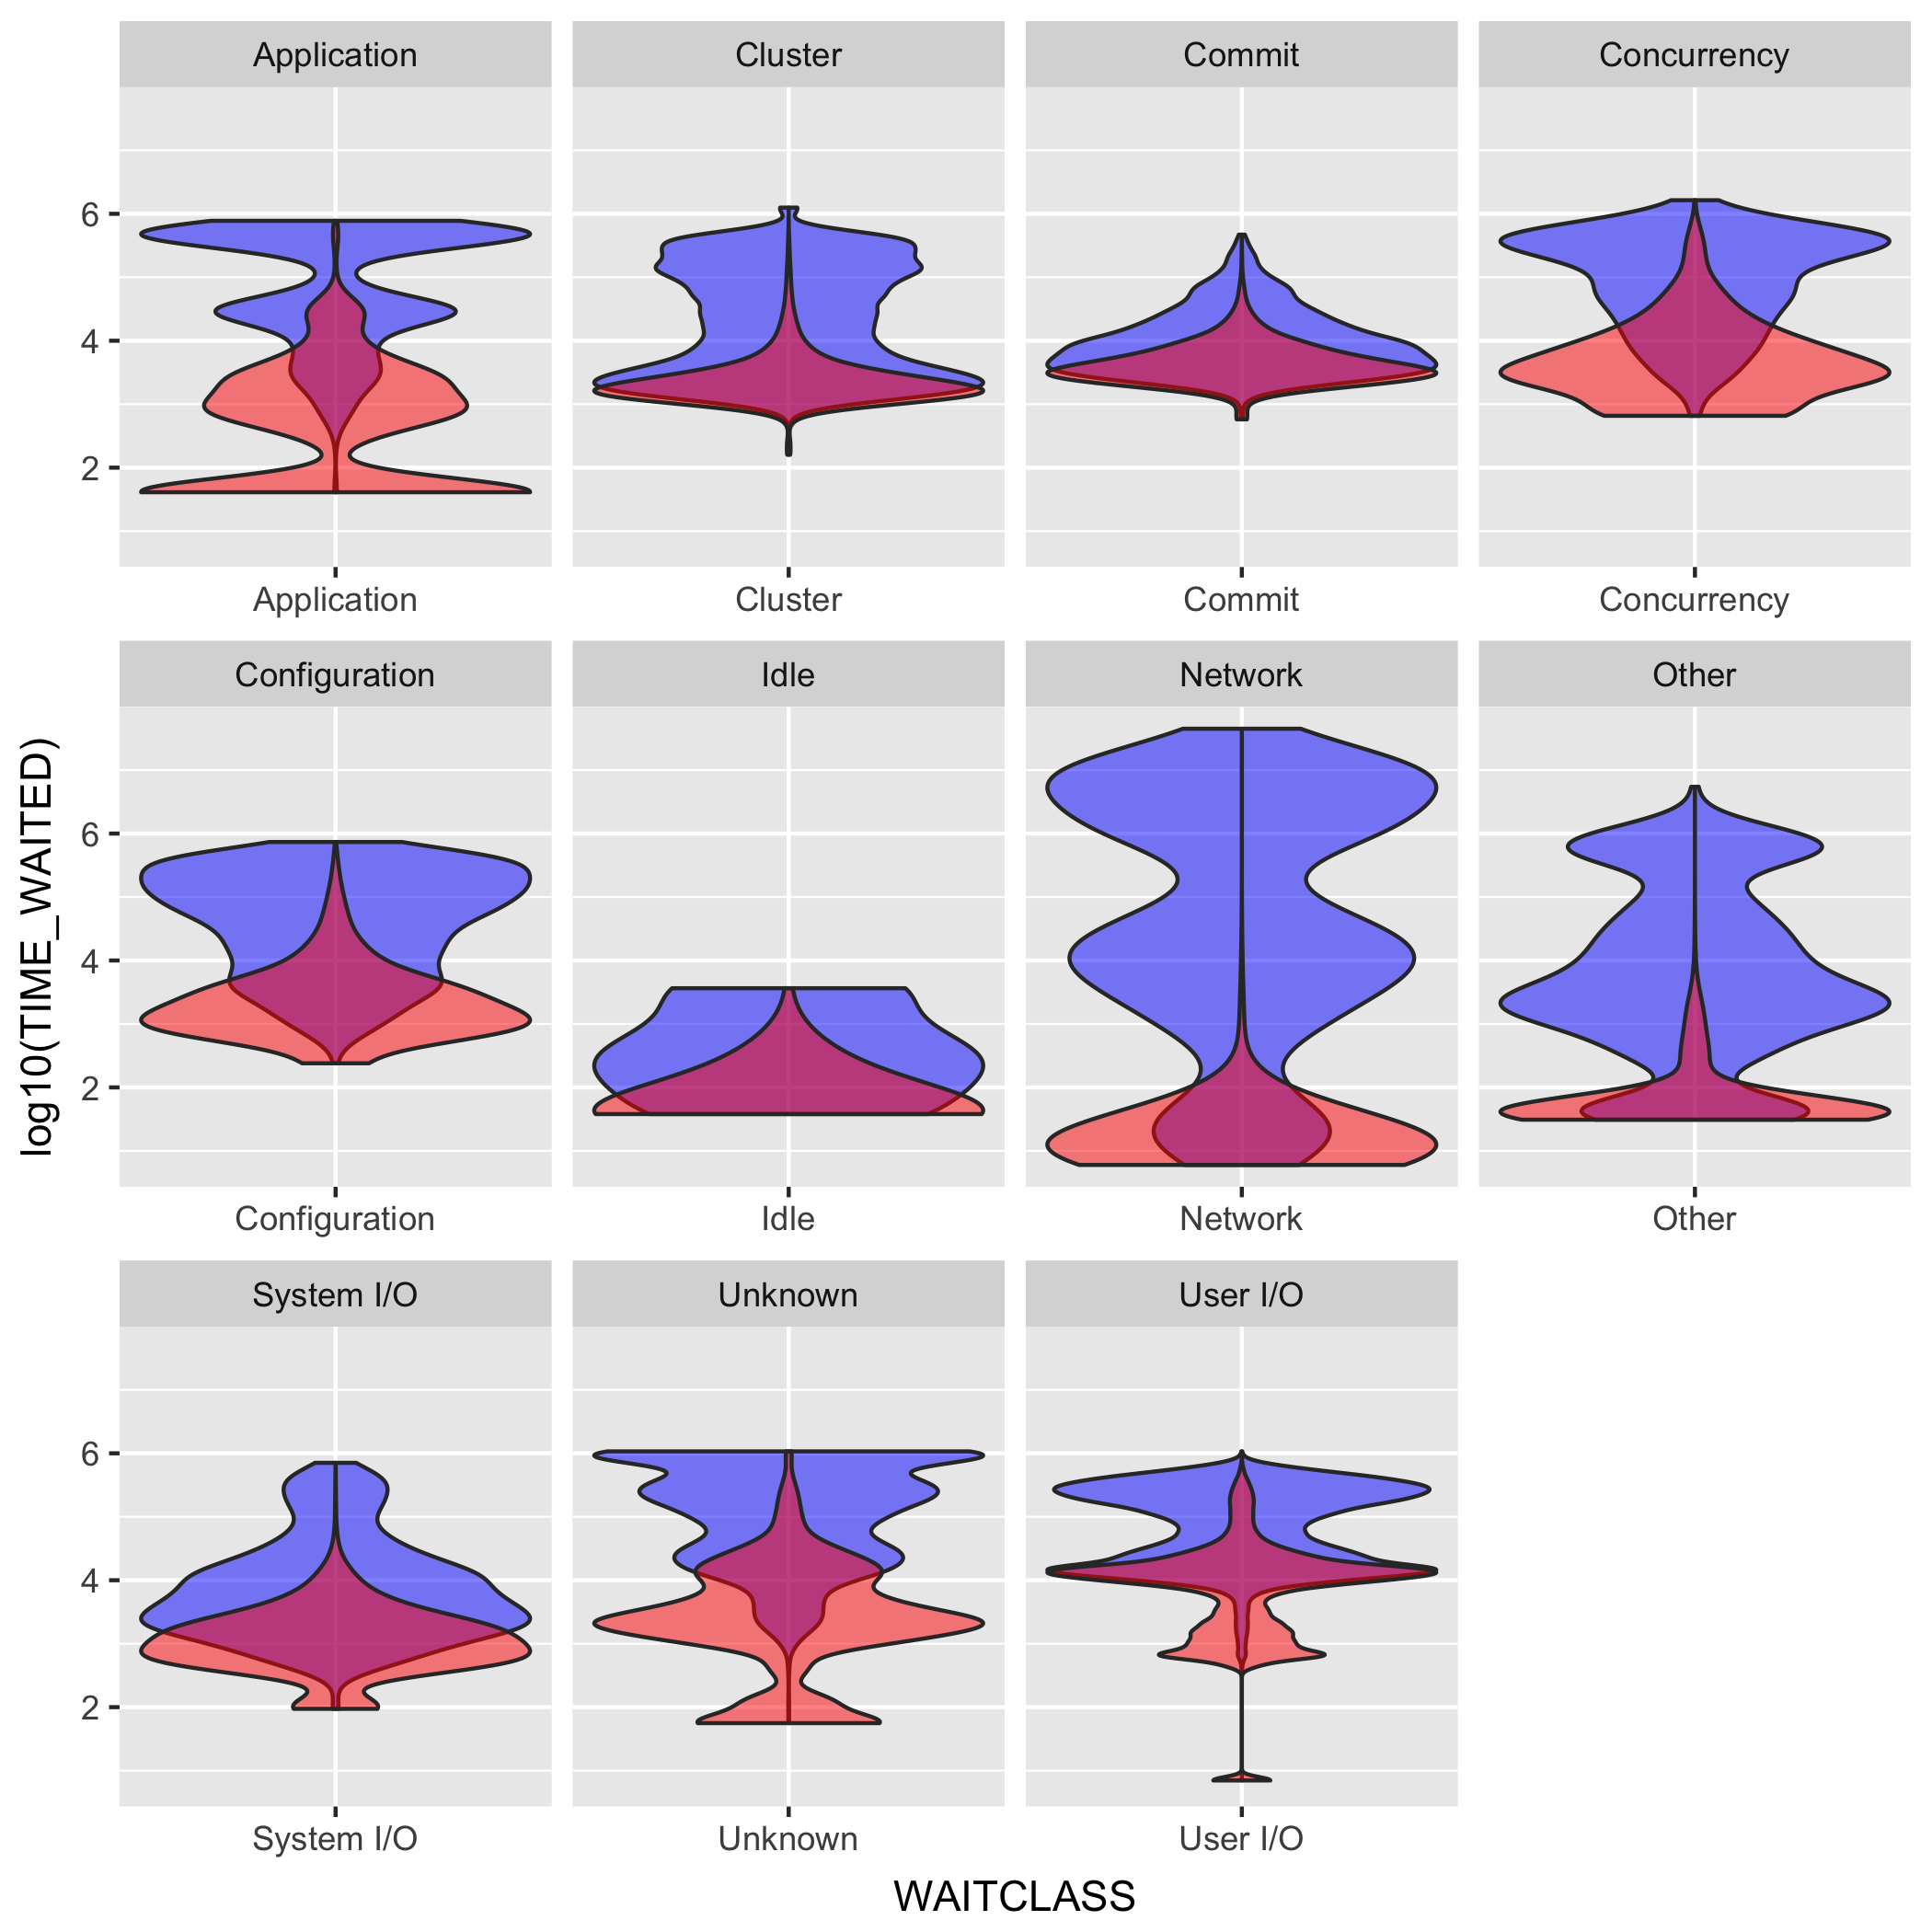 Application Cluster Commit Concurrency
6
4
2
Application Cluster Commit Concurrency
Configuration Idle Network Other
log10(TIME_WAITED)
6
4
2
Configuration Idle Network Other
System I/O Unknown User I/O
6
4
2
System I/O Unknown User I/O
WAITCLASS